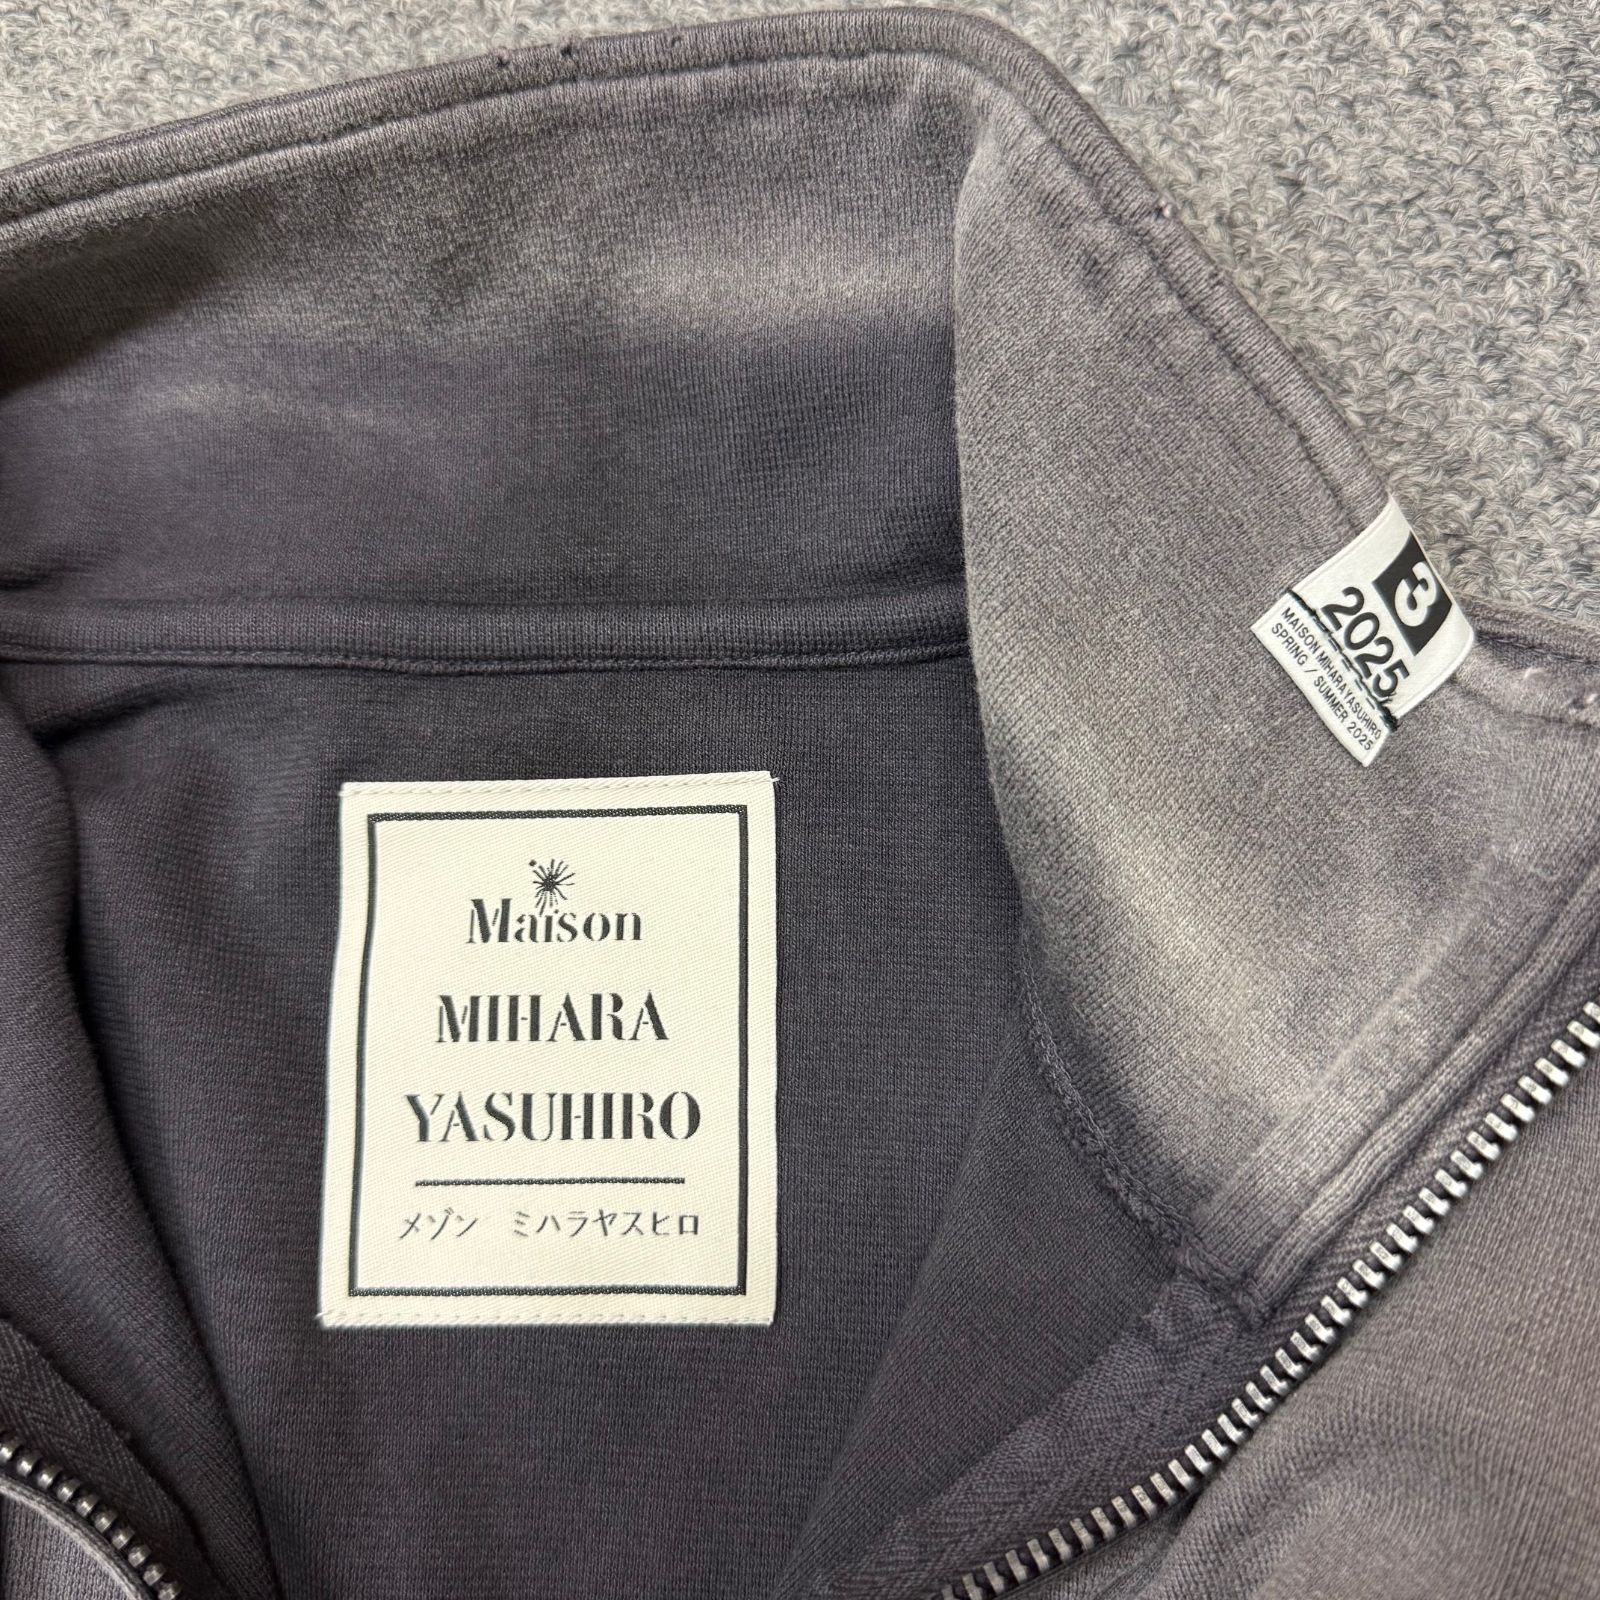 Maison
MIHARA
YASUHIRO
メゾン ミハラヤスヒロ
3
2025
MAISON MIHARAYASUHIRO
SPRING / SUMMER 2025